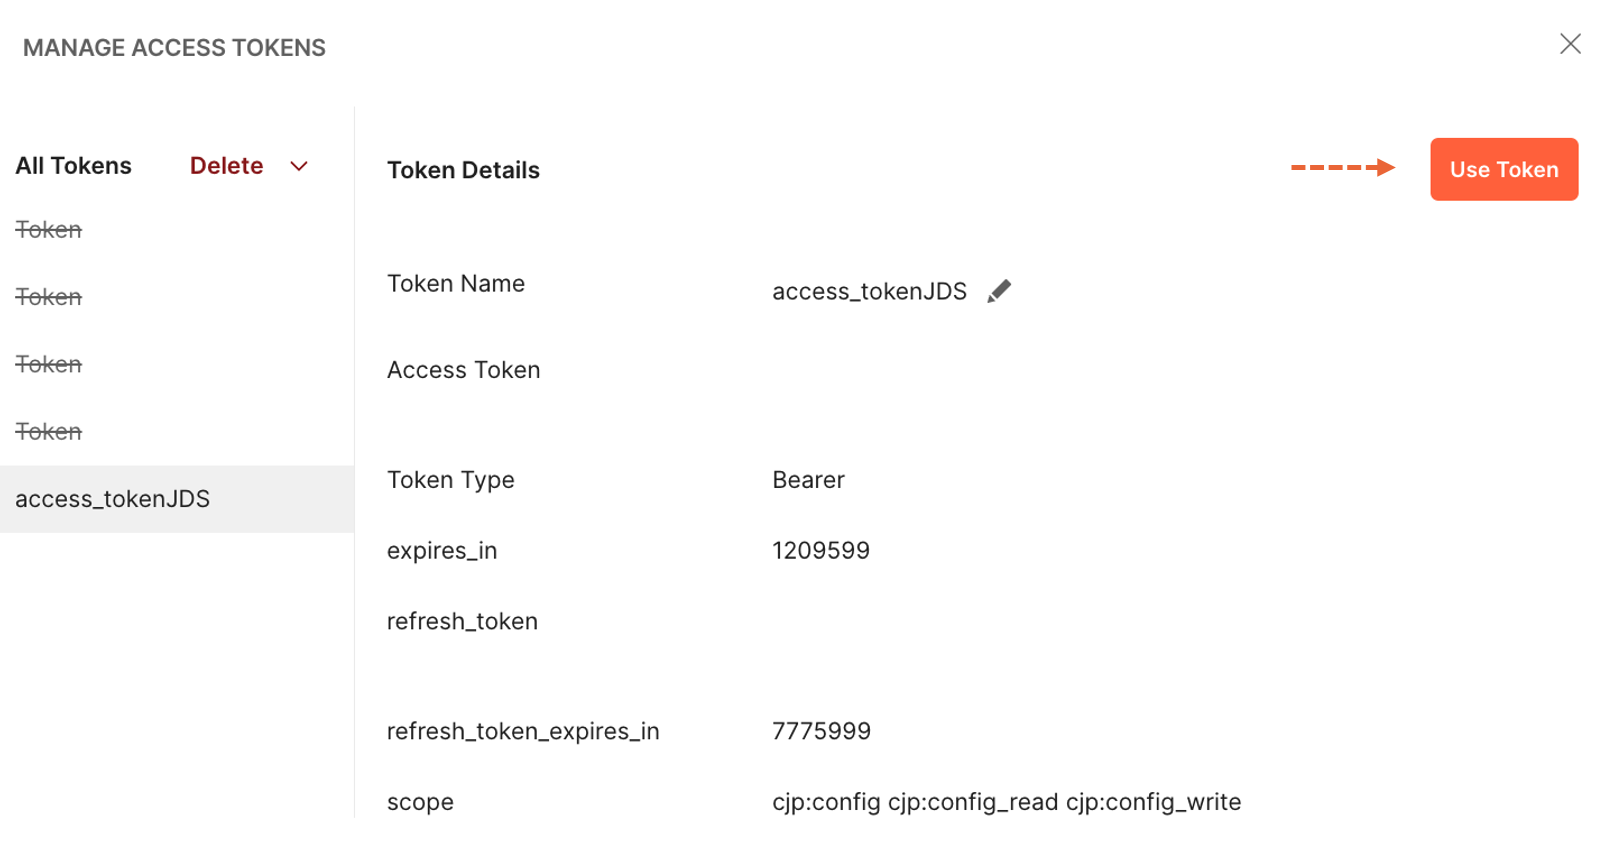 MANAGE ACCESS TOKENS
All Tokens Delete
Token
Token
Token
Token
access_tokenJDS
Token Details
Use Token
Token Name access_tokenJDS
Access Token
Token Type Bearer
expires_in 1209599
refresh_token
refresh_token_expires_in 7775999
scope cjp:config cjp:config_read cjp:config_write